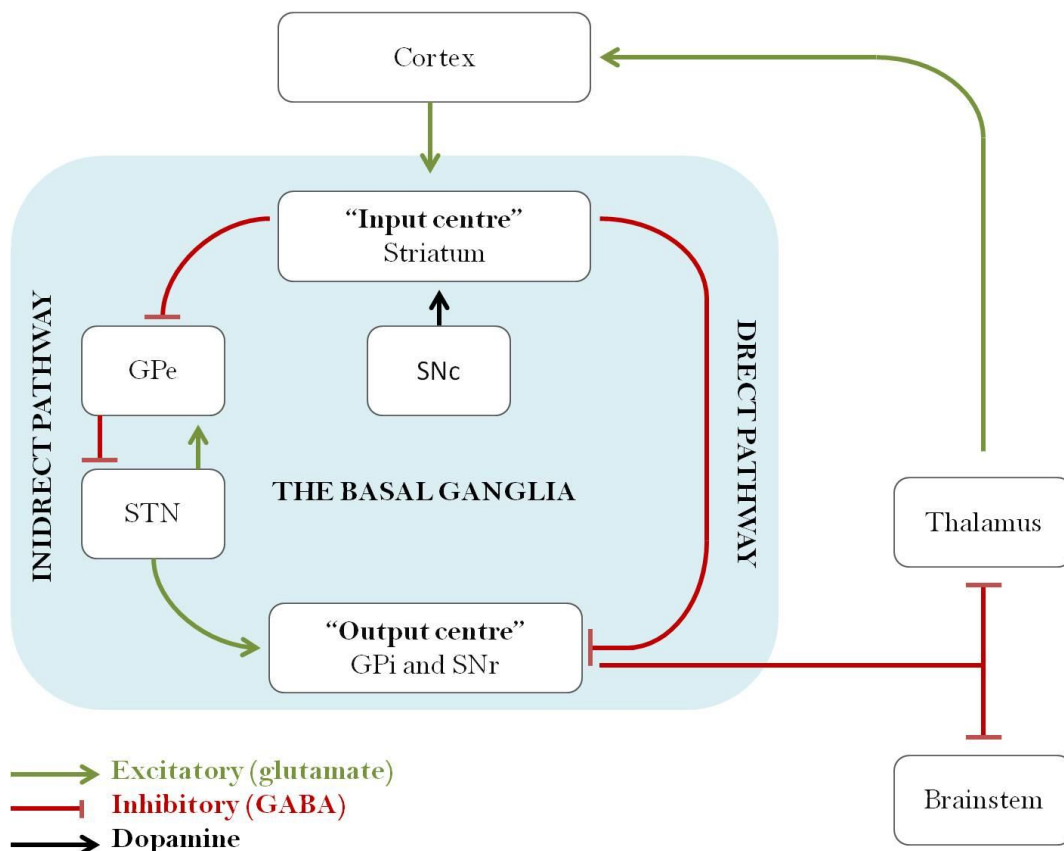 Cortex
“Input centre”
Striatum
INIDRECT PATHWAY
GPe
SNc
DRECT PATHWAY
STN
THE BASAL GANGLIA
Thalamus
“Output centre”
GPi and SNr
Excitatory (glutamate)
Inhibitory (GABA)
Dopamine
Brainstem